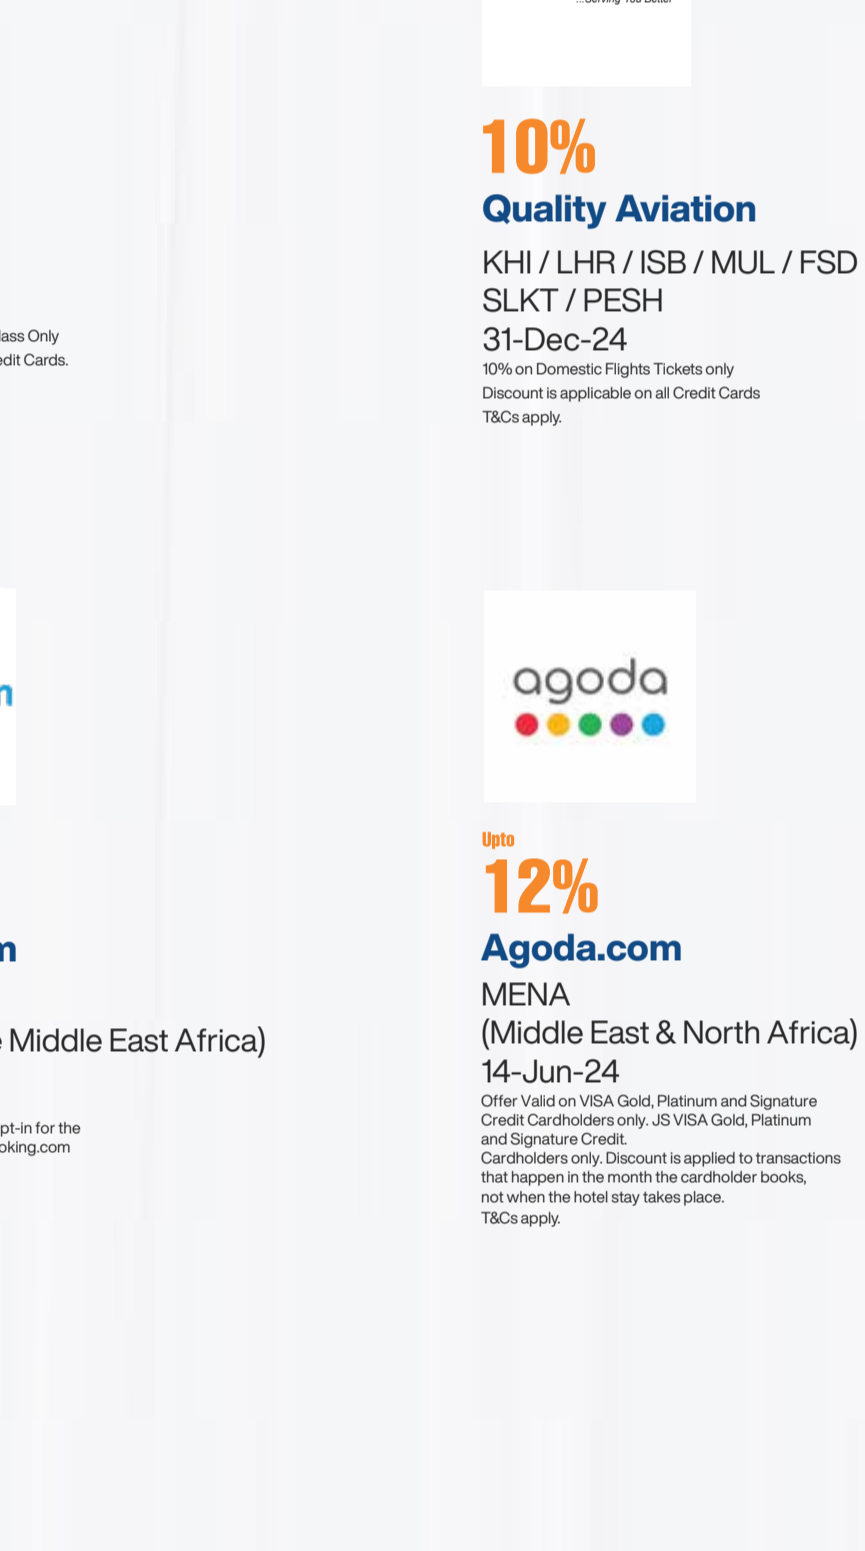 ...Serving You Better
10%
Quality Aviation
KHI / LHR / ISB / MUL / FSD
SLKT / PESH
31-Dec-24
10% on Domestic Flights Tickets only
Discount is applicable on all Credit Cards
T&Cs apply.
lass Only
edit Cards.
agoda
n
Upto
12%
Agoda.com
MENA
(Middle East & North Africa)
14-Jun-24
Offer Valid on VISA Gold, Platinum and Signature
Credit Cardholders only. JS VISA Gold, Platinum
and Signature Credit.
Cardholders only. Discount is applied to transactions
that happen in the month the cardholder books,
not when the hotel stay takes place.
T&Cs apply.
m
e Middle East Africa)
pt-in for the
oking.com